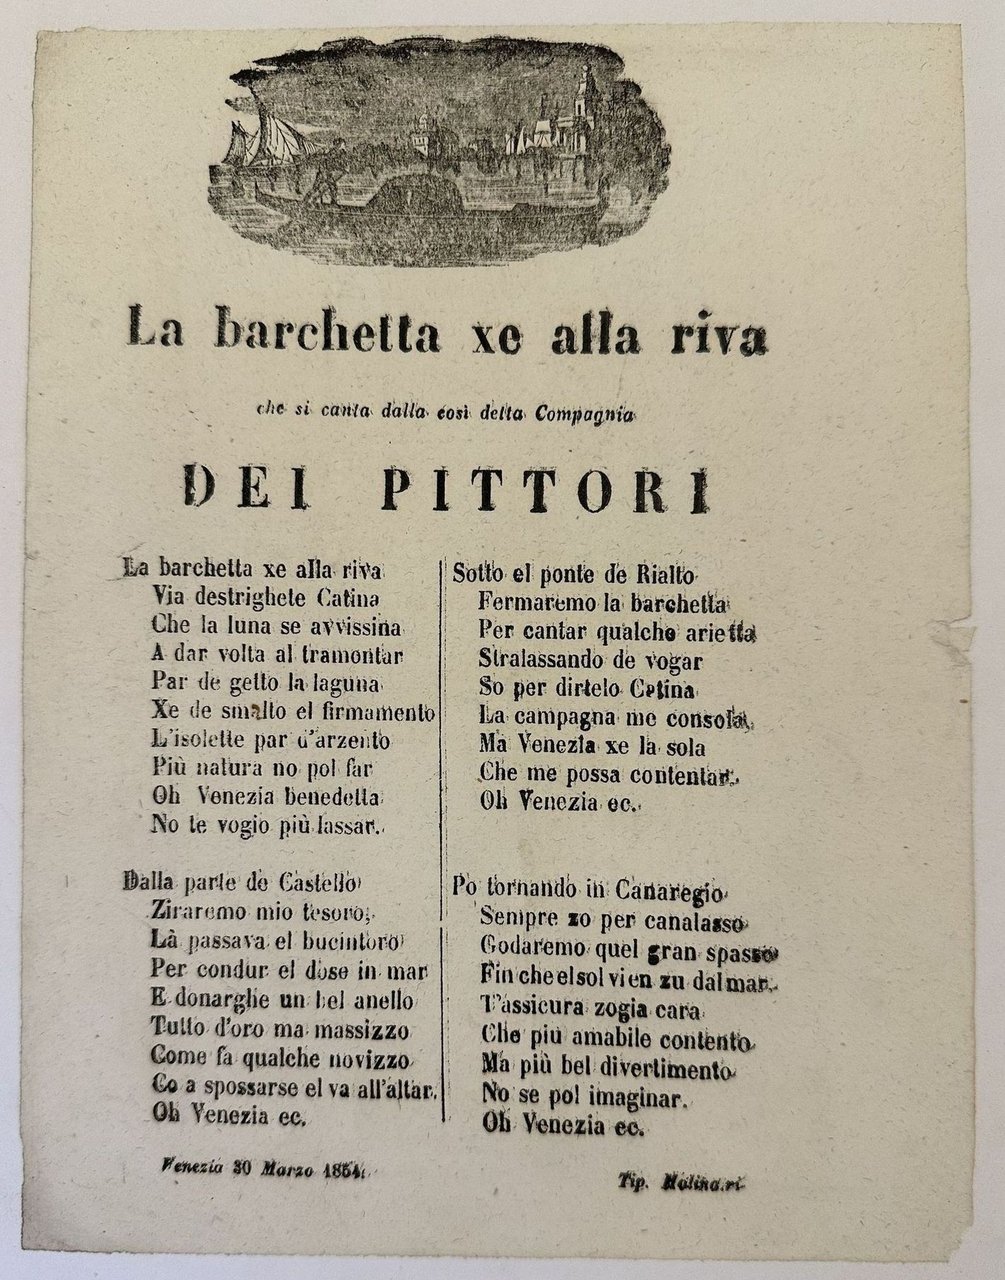 La barchetta xe alla riva
che si canta dalla così detta Compagnia
DEI PITTORI
La barchetta xe alla riva
Via destrighete Catina
Che la luna se avvissina
A dar volta al tramontar
Par de getto la laguna
Xe de smalto el firmamento
L'isolette par d'arzento
Più natura no pol far
Oh Venezia benedetta
No te vogio più lassar.
Dalla parte de Castello
Ziraremo mio tesoro,
Là passava el bucintoro
Per condur el dose in mar
E donarghe un bel anello
Tutto d'oro ma massizzo
Come fa qualche novizzo
Co a spossarse el va all'altar.
Oh Venezia ec.
Sotto el ponte de Rialto
Fermaremo la barchetta
Per cantar qualche arietta
Stralassando de vogar
So per dirtelo Catina
La campagna me consola,
Ma Venezia xe la sola
Che me possa contentar.
Oh Venezia ec.
Po tornando in Canaregio
Sempre zo per canalasso
Godaremo quel gran spasso
Fin che el sol vien zu dal mar.
T'assicura zogia cara
Che più amabile contento
Ma più bel divertimento
No se pol imaginar.
Oh Venezia ec.
Venezia 30 Marzo 1854.
Tip. Molinari